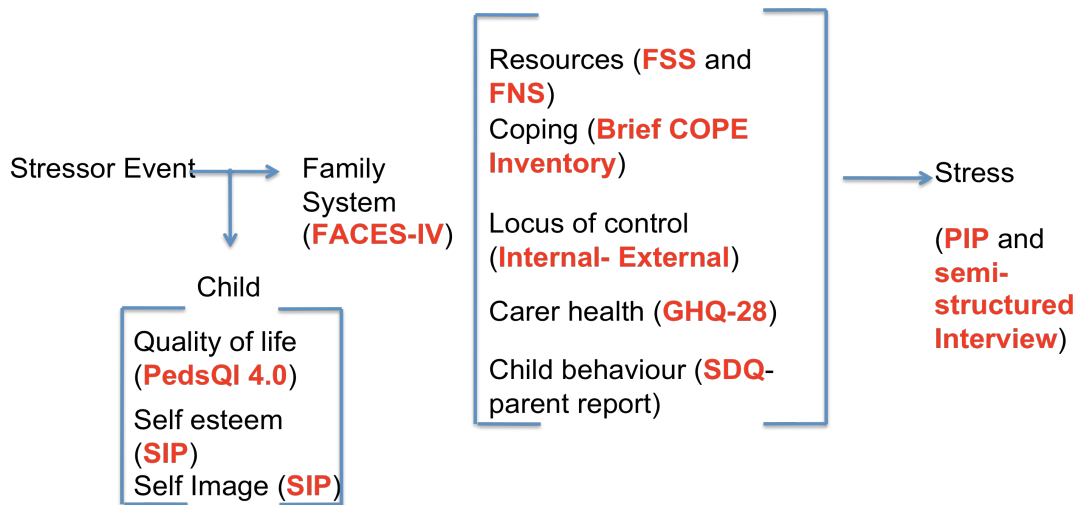 Stressor Event
Family
System
(FACES-IV)
Child
Quality of life
(PedsQl 4.0)
Self esteem
(SIP)
Self Image (SIP)
Resources (FSS and
FNS)
Coping (Brief COPE
Inventory)
Locus of control
(Internal- External)
Carer health (GHQ-28)
Child behaviour (SDQ-
parent report)
Stress
(PIP and
semi-
structured
Interview)